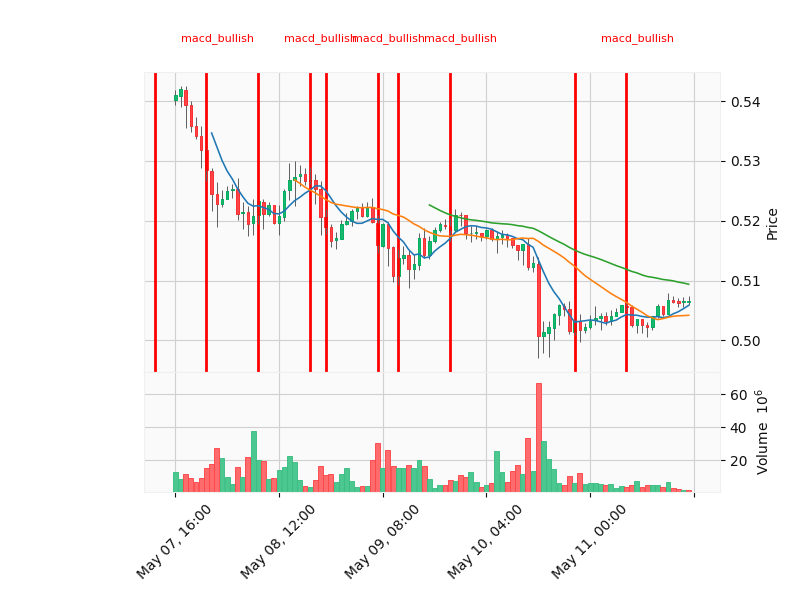 macd_bullish
macd_bullish
macd_bullish
macd_bullish
macd_bullish
0.54
0.53
0.52
0.51
0.50
Price
60
40
20
Volume 10^6
May 07, 16:00
May 08, 12:00
May 09, 08:00
May 10, 04:00
May 11, 00:00